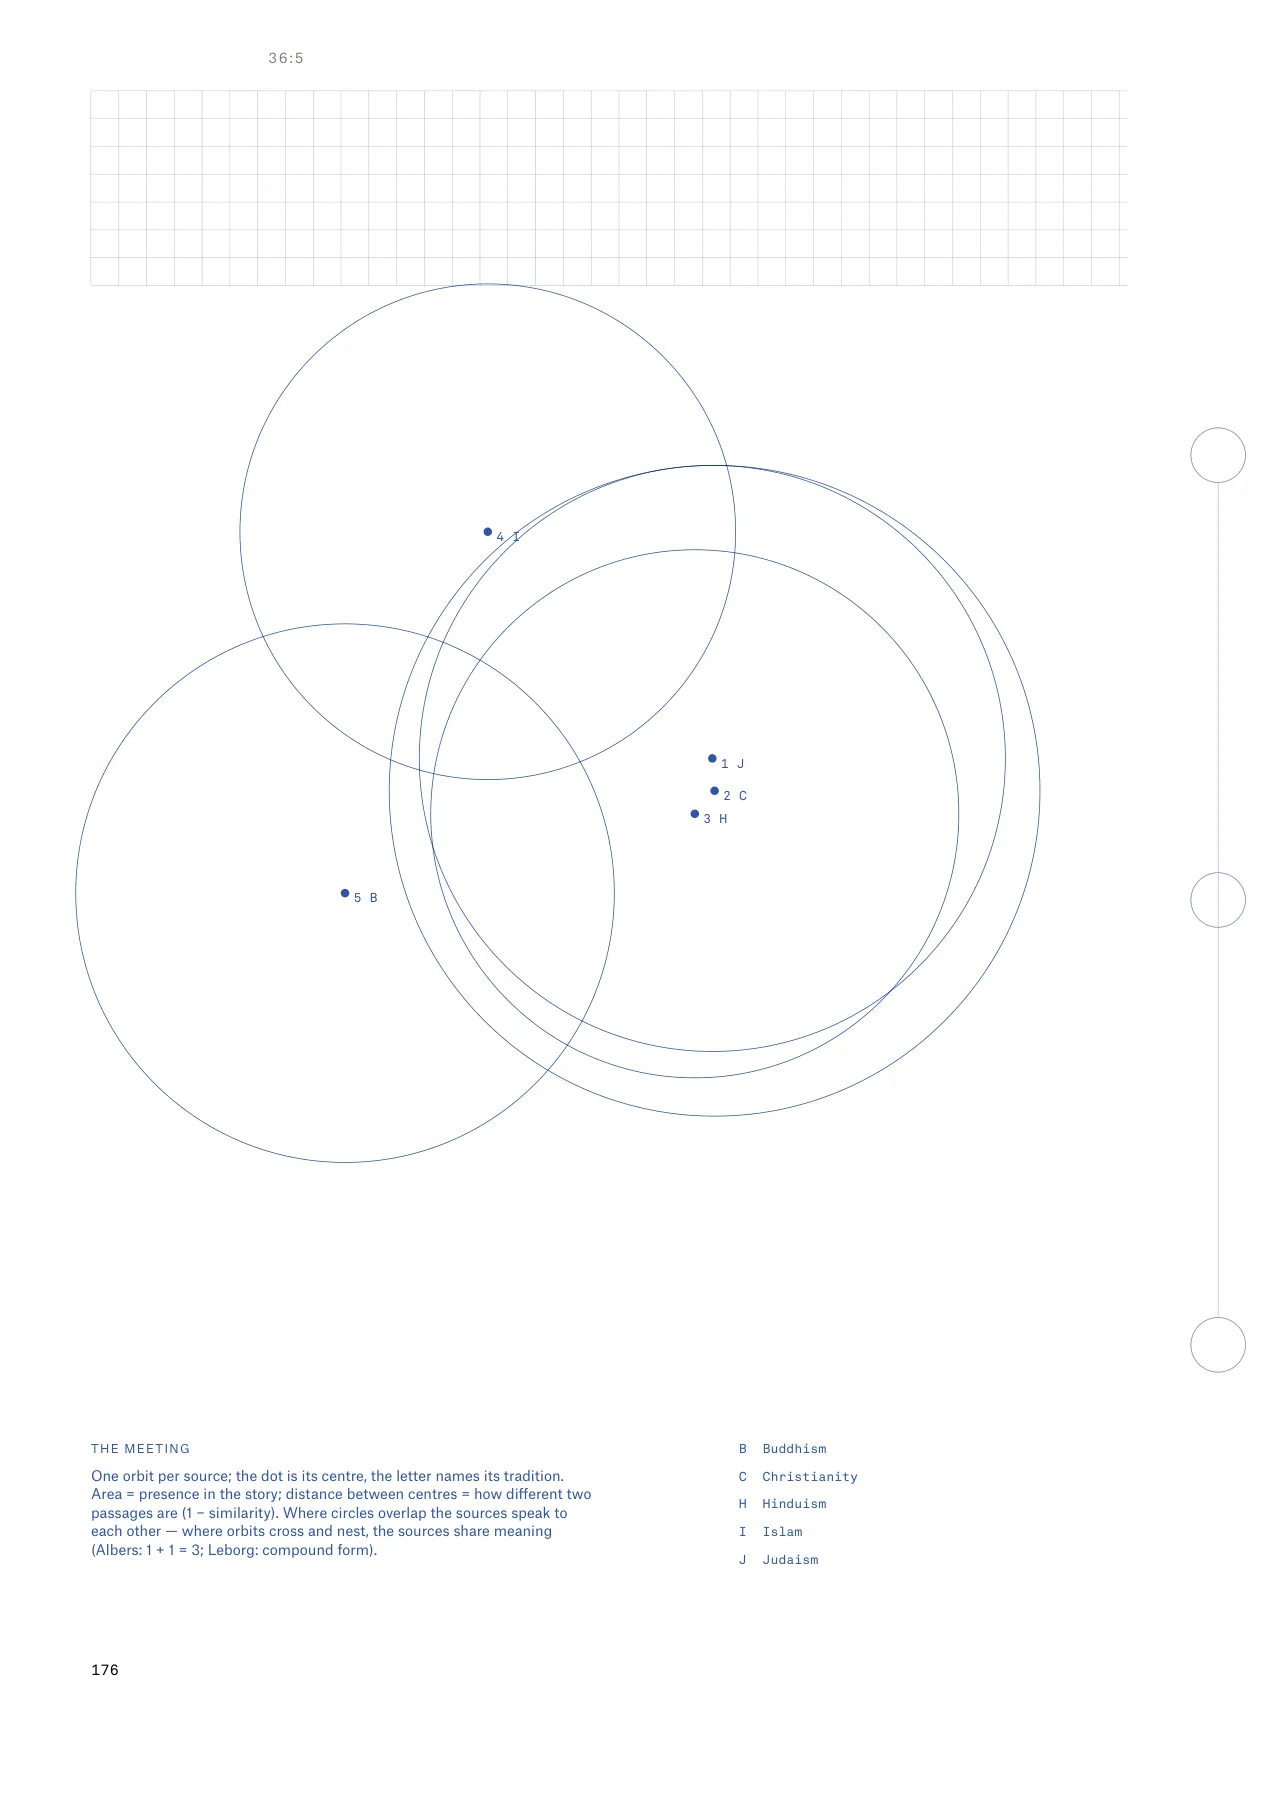 36:5
4 I
1 J
2 C
3 H
5 B
THE MEETING
One orbit per source; the dot is its centre, the letter names its tradition.
Area = presence in the story; distance between centres = how different two
passages are (1 − similarity). Where circles overlap the sources speak to
each other — where orbits cross and nest, the sources share meaning
(Albers: 1 + 1 = 3; Leborg: compound form).
B Buddhism
C Christianity
H Hinduism
I Islam
J Judaism
176